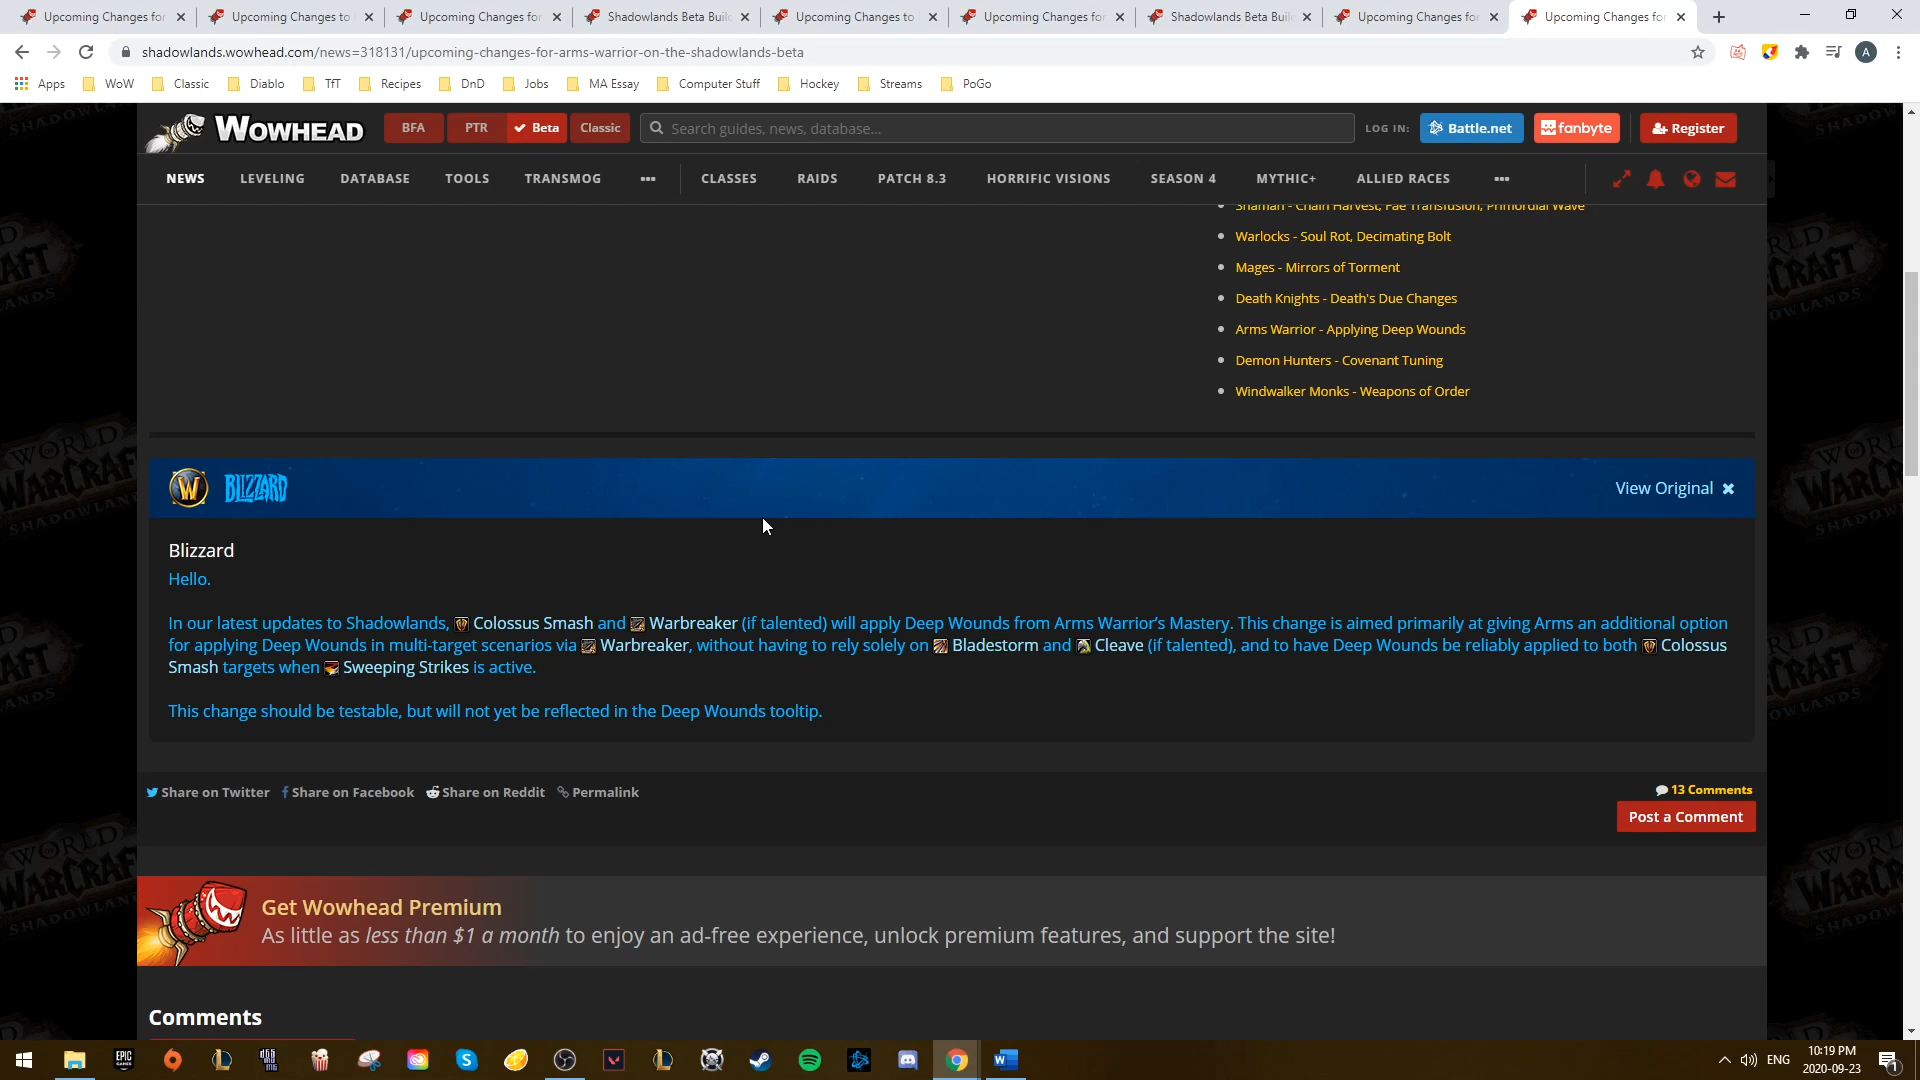 Upcoming Changes for
Upcoming Changes to
Upcoming Changes for
Shadowlands Beta Buil
Upcoming Changes to
Upcoming Changes for
Shadowlands Beta Buil
Upcoming Changes for
Upcoming Changes for
shadowlands.wowhead.com/news=318131/upcoming-changes-for-arms-warrior-on-the-shadowlands-beta
A
Apps WoW Classic Diablo TfT Recipes DnD Jobs MA Essay Computer Stuff Hockey Streams PoGo
WOWHEAD BFA PTR Beta Classic Search guides, news, database... LOG IN: Battle.net fanbyte Register
NEWS LEVELING DATABASE TOOLS TRANSMOG ••• CLASSES RAIDS PATCH 8.3 HORRIFIC VISIONS SEASON 4 MYTHIC+ ALLIED RACES •••
Shaman - Chain Harvest, Fae Transfusion, Primordial Wave
Warlocks - Soul Rot, Decimating Bolt
Mages - Mirrors of Torment
Death Knights - Death's Due Changes
Arms Warrior - Applying Deep Wounds
Demon Hunters - Covenant Tuning
Windwalker Monks - Weapons of Order
W BLIZZARD View Original
Blizzard
Hello.
In our latest updates to Shadowlands, Colossus Smash and Warbreaker (if talented) will apply Deep Wounds from Arms Warrior's Mastery. This change is aimed primarily at giving Arms an additional option
for applying Deep Wounds in multi-target scenarios via Warbreaker, without having to rely solely on Bladestorm and Cleave (if talented), and to have Deep Wounds be reliably applied to both Colossus
Smash targets when Sweeping Strikes is active.
This change should be testable, but will not yet be reflected in the Deep Wounds tooltip.
Share on Twitter Share on Facebook Share on Reddit Permalink
13 Comments
Post a Comment
Get Wowhead Premium
As little as less than $1 a month to enjoy an ad-free experience, unlock premium features, and support the site!
Comments
ENG
10:19 PM
2020-09-23
1